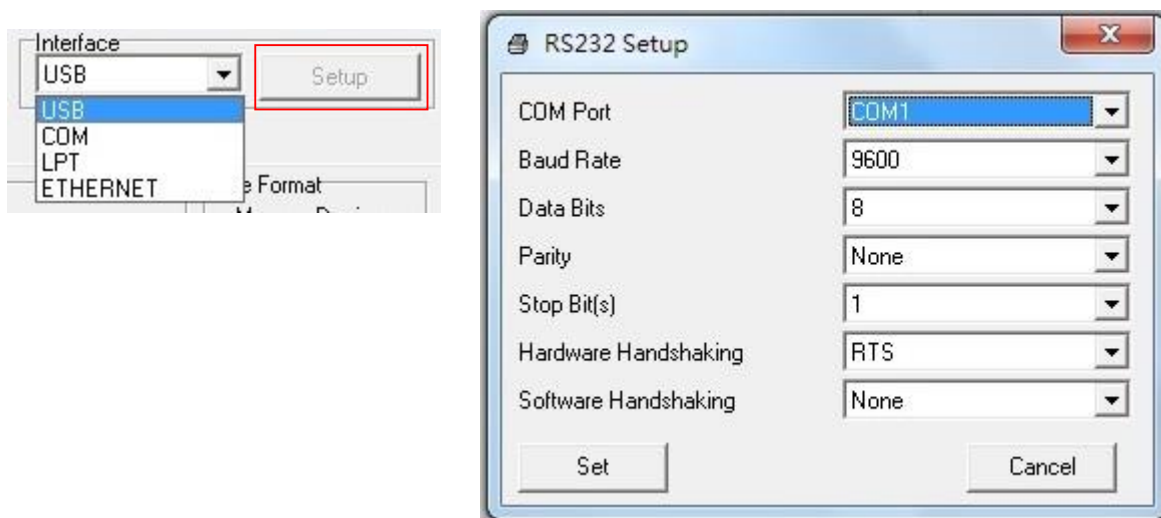 Interface
USB
Setup
USB
COM
LPT
ETHERNET
e Format
RS232 Setup
COM Port
COM1
Baud Rate
9600
Data Bits
8
Parity
None
Stop Bit(s)
1
Hardware Handshaking
RTS
Software Handshaking
None
Set
Cancel